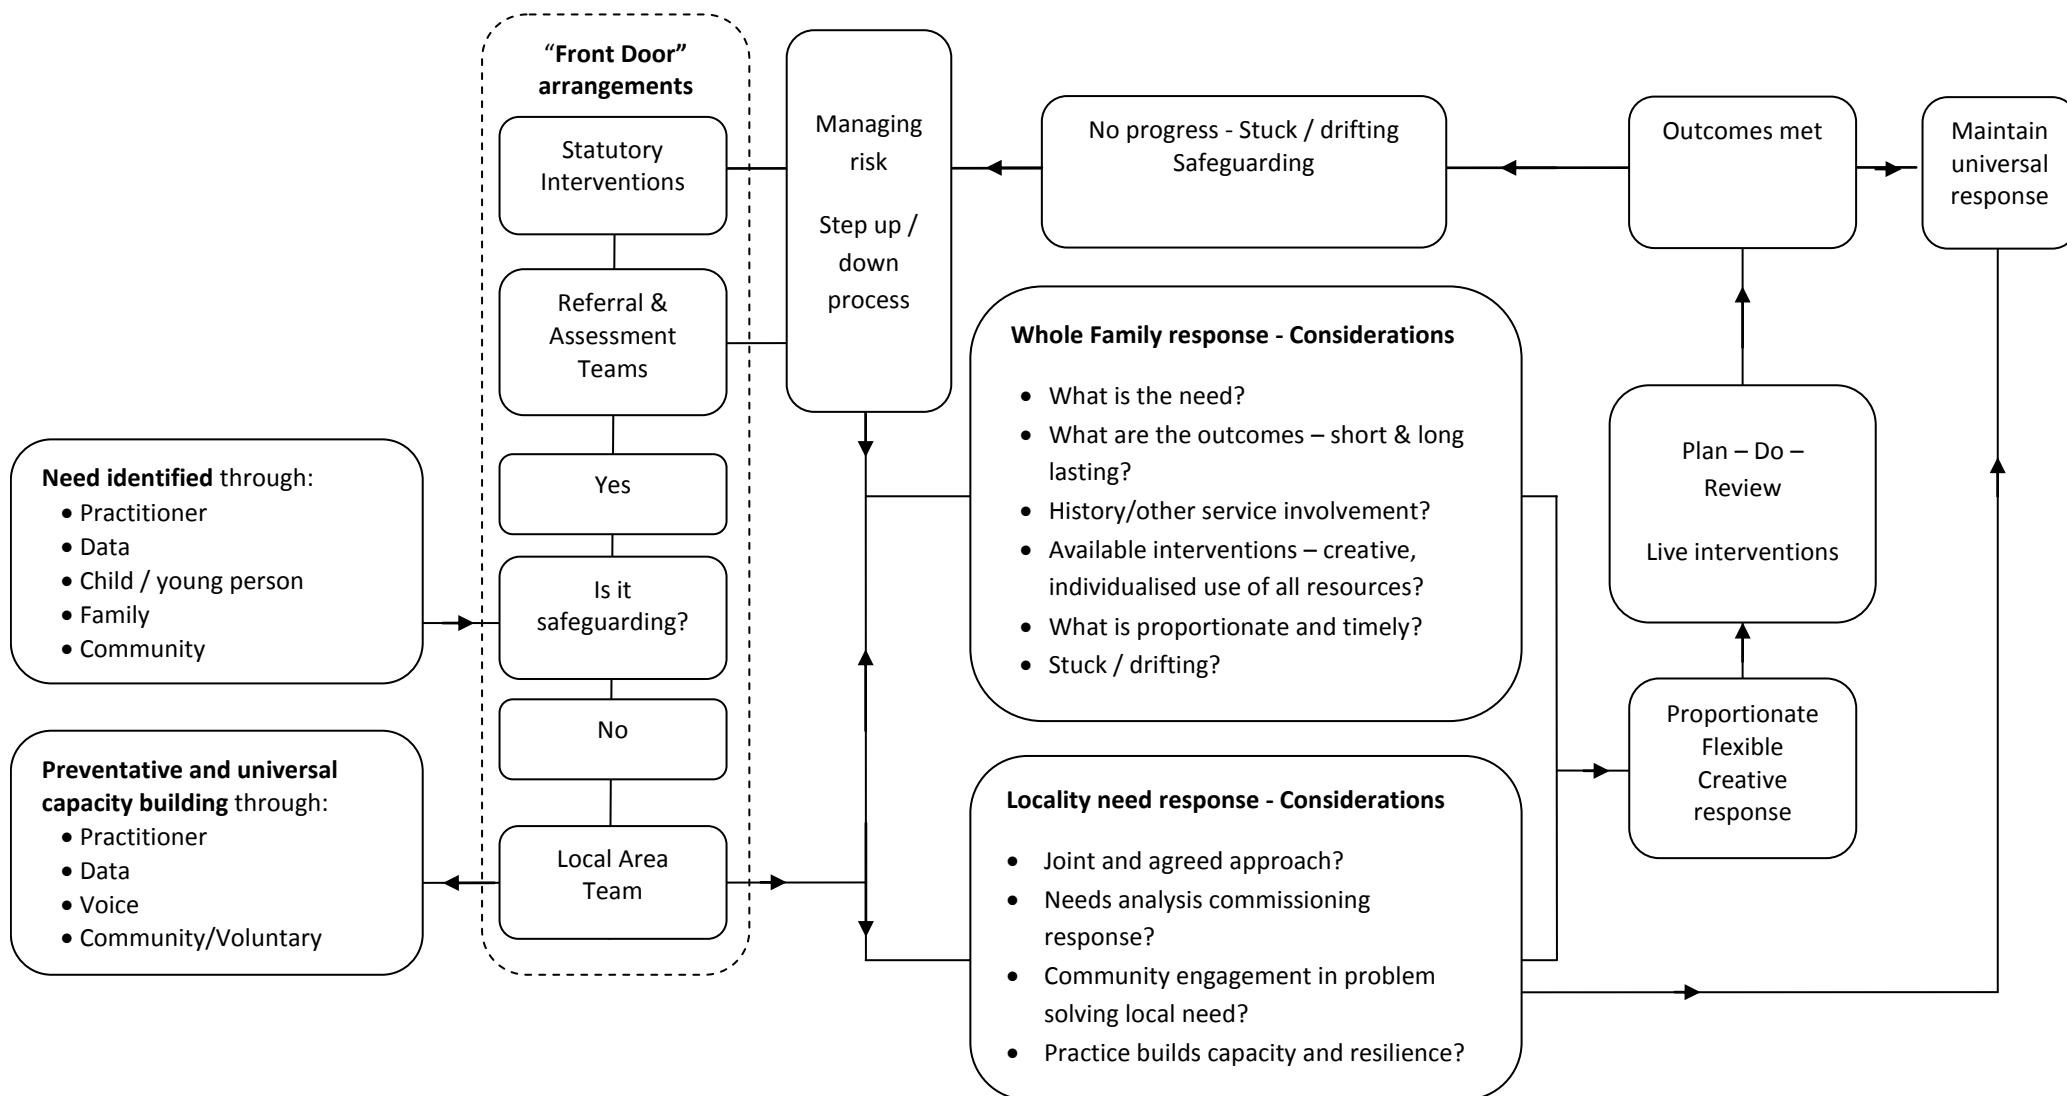 “Front Door”
arrangements
Statutory
Interventions
Referral &
Assessment
Teams
Yes
Is it
safeguarding?
No
Local Area
Team
Need identified through:
• Practitioner
• Data
• Child / young person
• Family
• Community
Preventative and universal
capacity building through:
• Practitioner
• Data
• Voice
• Community/Voluntary
Managing
risk
Step up /
down
process
No progress - Stuck / drifting
Safeguarding
Outcomes met
Maintain
universal
response
Whole Family response - Considerations
• What is the need?
• What are the outcomes – short & long
lasting?
• History/other service involvement?
• Available interventions – creative,
individualised use of all resources?
• What is proportionate and timely?
• Stuck / drifting?
Locality need response - Considerations
• Joint and agreed approach?
• Needs analysis commissioning
response?
• Community engagement in problem
solving local need?
• Practice builds capacity and resilience?
Plan – Do –
Review
Live interventions
Proportionate
Flexible
Creative
response